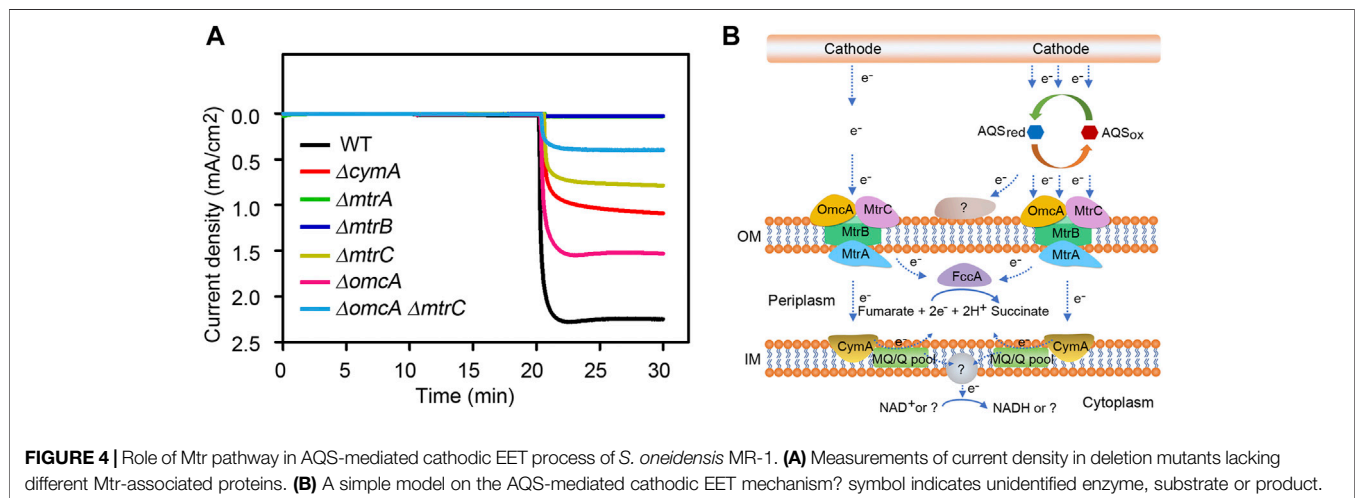 A
0.0
0.5
1.0
1.5
2.0
2.5
Current density (mA/cm2)
0
5
10
15
20
25
30
Time (min)
WT
ΔcymA
ΔmtrA
ΔmtrB
ΔmtrC
ΔomcA
ΔomcA ΔmtrC
B
Cathode
Cathode
e⁻
e⁻ e⁻ e⁻
e⁻
AQSred
AQSox
e⁻
e⁻
e⁻ e⁻ e⁻
OmcA
MtrC
?
OmcA
MtrC
OM
MtrB
MtrB
MtrA
MtrA
e⁻
e⁻
FccA
Periplasm
e⁻
e⁻
Fumarate + 2e⁻ + 2H⁺ Succinate
CymA
e⁻
e⁻
CymA
IM
MQ/Q pool
?
MQ/Q pool
e⁻
NAD⁺or ?
NADH or ?
Cytoplasm
FIGURE 4 | Role of Mtr pathway in AQS-mediated cathodic EET process of S. oneidensis MR-1. (A) Measurements of current density in deletion mutants lacking
different Mtr-associated proteins. (B) A simple model on the AQS-mediated cathodic EET mechanism? symbol indicates unidentified enzyme, substrate or product.